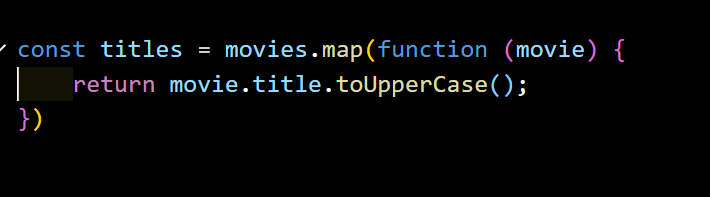 const titles = movies.map(function (movie) {
    return movie.title.toUpperCase();
})